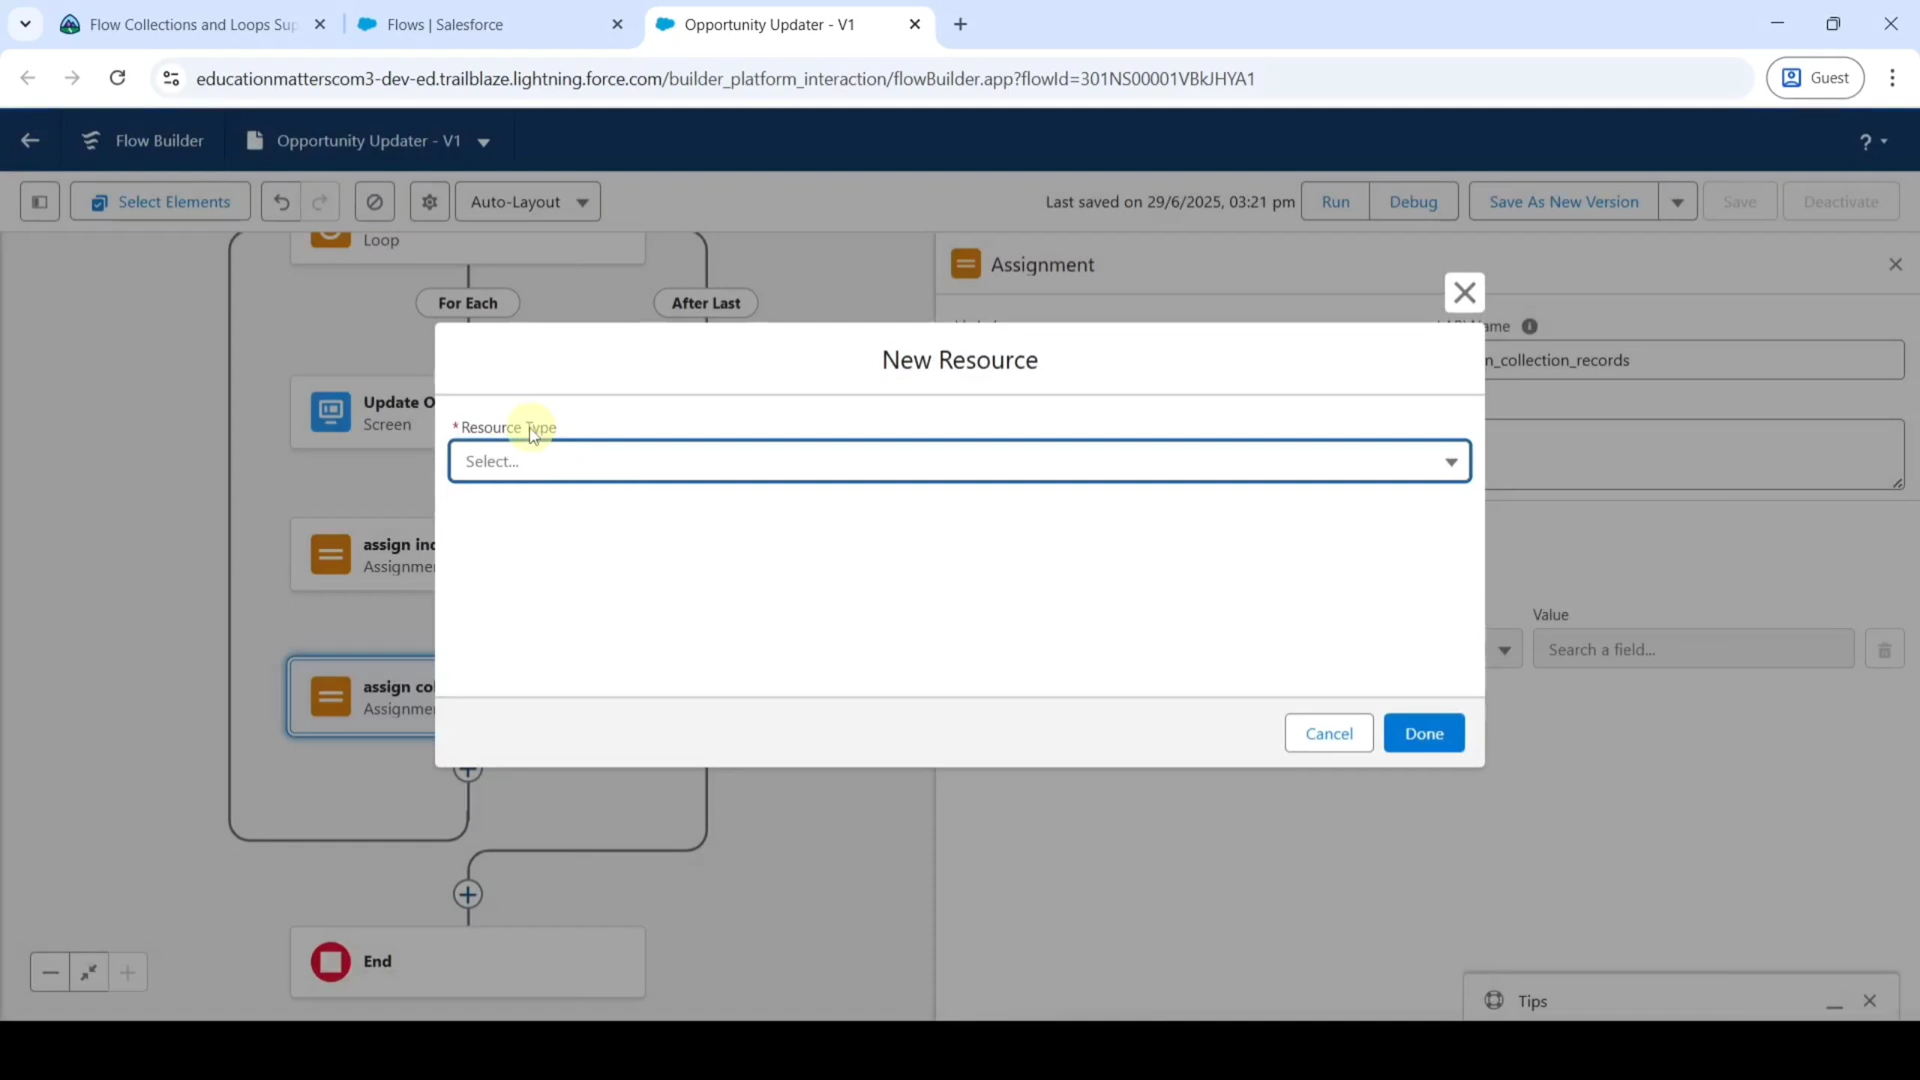 Flow Collections and Loops Sup
Flows | Salesforce
Opportunity Updater - V1
educationmatterscom3-dev-ed.trailblaze.lightning.force.com/builder_platform_interaction/flowBuilder.app?flowId=301NS00001VBkJHYA1
Guest
Flow Builder
Opportunity Updater - V1
?
Select Elements
Auto-Layout
Last saved on 29/6/2025, 03:21 pm
Run
Debug
Save As New Version
Save
Deactivate
Loop
For Each
After Last
Update O
Screen
assign inc
Assignme
assign col
Assignme
End
Assignment
ame
n_collection_records
Value
Search a field...
New Resource
*Resource Type
Select...
Cancel
Done
Tips